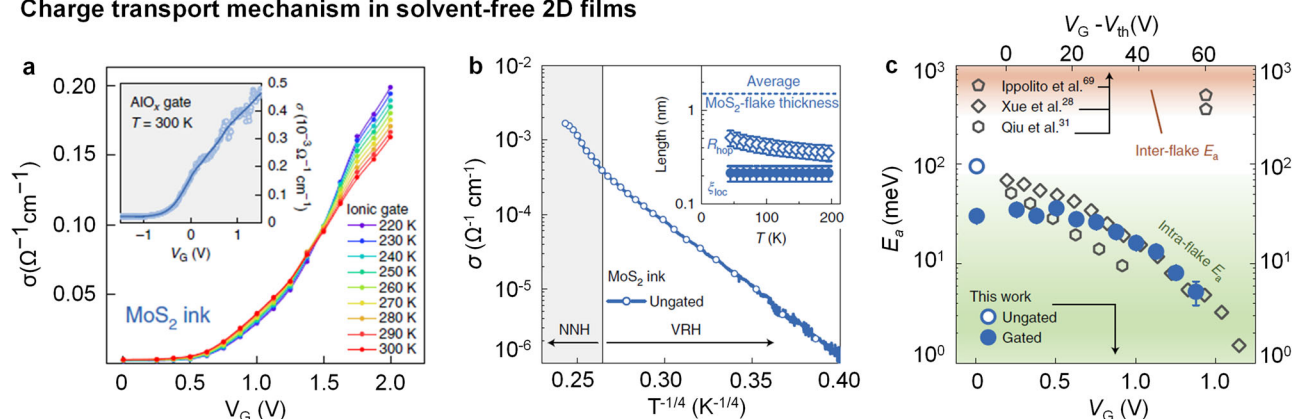 Charge transport mechanism in solvent-free 2D films
a
σ(Ω⁻¹cm⁻¹)
0.20
0.15
0.10
0.05
0
0.5
1.0
1.5
2.0
V_G (V)
MoS₂ ink
AlOₓ gate
T = 300 K
0.5
0.4
0.3
0.2
0.1
0
σ (10⁻³ Ω⁻¹ cm⁻¹)
−1
0
1
V_G (V)
Ionic gate
220 K
230 K
240 K
250 K
260 K
270 K
280 K
290 K
300 K
b
σ (Ω⁻¹ cm⁻¹)
10⁻²
10⁻³
10⁻⁴
10⁻⁵
10⁻⁶
0.25
0.30
0.35
0.40
T⁻¹/⁴ (K⁻¹/⁴)
NNH
VRH
MoS₂ ink
Ungated
Length (nm)
1
0.1
Average
MoS₂-flake thickness
R_hop
ξ_loc
0
100
200
T (K)
c
V_G -V_th(V)
0
30
60
10³
10²
10¹
10⁰
E_a (meV)
10³
10²
10¹
10⁰
Ippolito et al.⁶⁹
Xue et al.²⁸
Qiu et al.³¹
Inter-flake E_a
Intra-flake E_a
This work
Ungated
Gated
0
0.5
1.0
1.0
V_G (V)